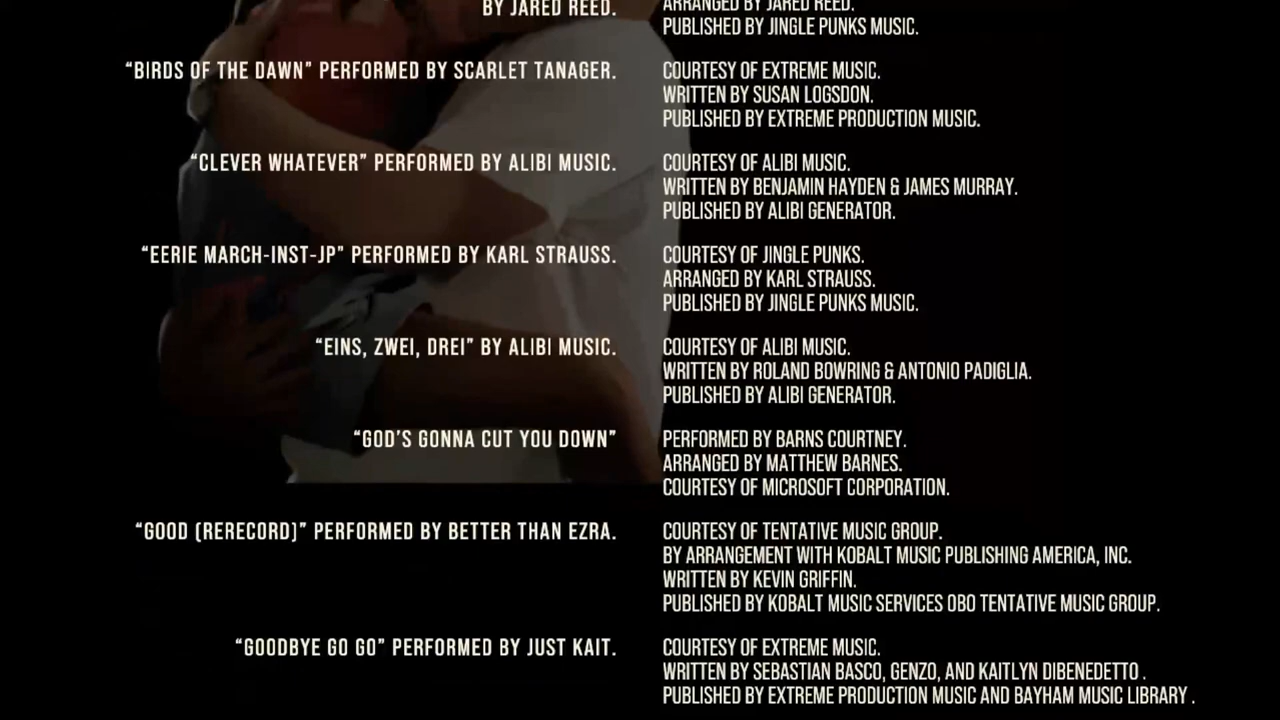 BY JARED REED.
ARRANGED BY JARED REED.
PUBLISHED BY JINGLE PUNKS MUSIC.
“BIRDS OF THE DAWN” PERFORMED BY SCARLET TANAGER.
COURTESY OF EXTREME MUSIC.
WRITTEN BY SUSAN LOGSDON.
PUBLISHED BY EXTREME PRODUCTION MUSIC.
“CLEVER WHATEVER” PERFORMED BY ALIBI MUSIC.
COURTESY OF ALIBI MUSIC.
WRITTEN BY BENJAMIN HAYDEN & JAMES MURRAY.
PUBLISHED BY ALIBI GENERATOR.
“EERIE MARCH-INST-JP” PERFORMED BY KARL STRAUSS.
COURTESY OF JINGLE PUNKS.
ARRANGED BY KARL STRAUSS.
PUBLISHED BY JINGLE PUNKS MUSIC.
“EINS, ZWEI, DREI” BY ALIBI MUSIC.
COURTESY OF ALIBI MUSIC.
WRITTEN BY ROLAND BOWRING & ANTONIO PADIGLIA.
PUBLISHED BY ALIBI GENERATOR.
“GOD’S GONNA CUT YOU DOWN”
PERFORMED BY BARNS COURTNEY.
ARRANGED BY MATTHEW BARNES.
COURTESY OF MICROSOFT CORPORATION.
“GOOD (RERECORD)” PERFORMED BY BETTER THAN EZRA.
COURTESY OF TENTATIVE MUSIC GROUP.
BY ARRANGEMENT WITH KOBALT MUSIC PUBLISHING AMERICA, INC.
WRITTEN BY KEVIN GRIFFIN.
PUBLISHED BY KOBALT MUSIC SERVICES OBO TENTATIVE MUSIC GROUP.
“GOODBYE GO GO” PERFORMED BY JUST KAIT.
COURTESY OF EXTREME MUSIC.
WRITTEN BY SEBASTIAN BASCO, GENZO, AND KAITLYN DIBENEDETTO .
PUBLISHED BY EXTREME PRODUCTION MUSIC AND BAYHAM MUSIC LIBRARY .